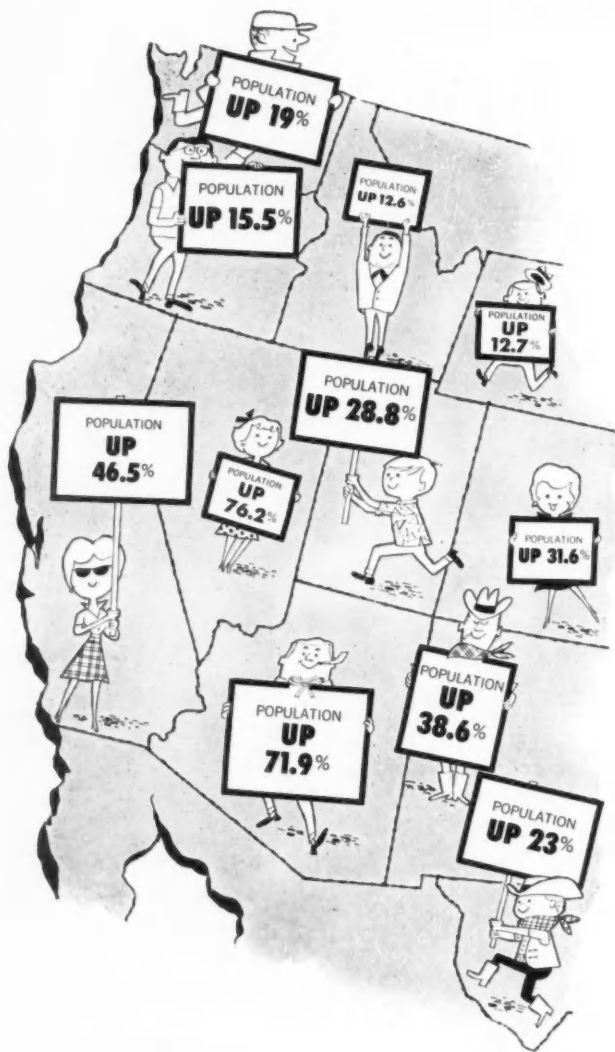 POPULATION
UP 19%
POPULATION
UP 15.5%
POPULATION
UP 12.6%
POPULATION
UP
12.7%
POPULATION
UP 28.8%
POPULATION
UP
46.5%
POPULATION
UP
76.2%
POPULATION
UP 31.6%
POPULATION
UP
38.6%
POPULATION
UP
71.9%
POPULATION
UP 23%